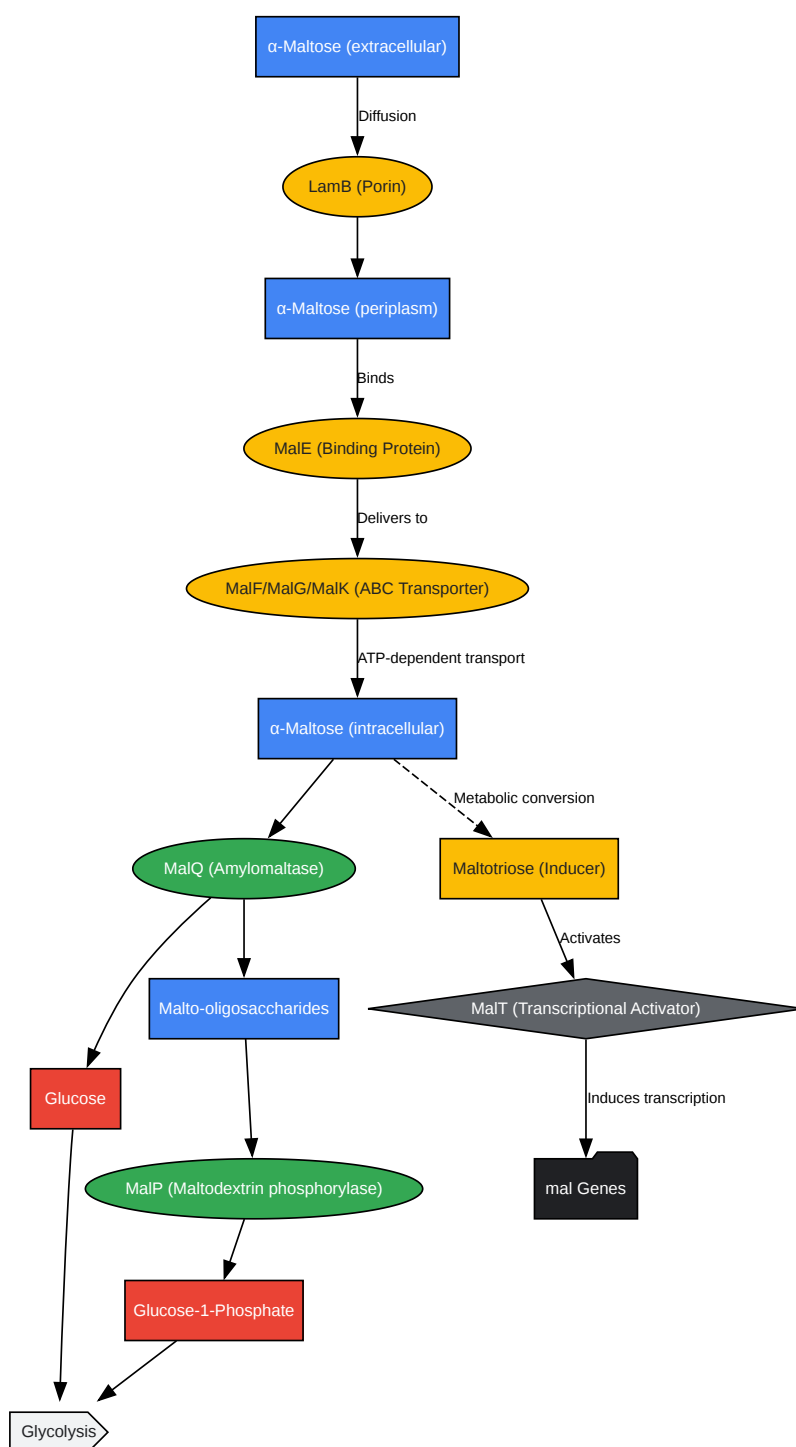 α-Maltose (extracellular)
Diffusion
LamB (Porin)
α-Maltose (periplasm)
Binds
MalE (Binding Protein)
Delivers to
MalF/MalG/MalK (ABC Transporter)
ATP-dependent transport
α-Maltose (intracellular)
Metabolic conversion
MalQ (Amylomaltase)
Maltotriose (Inducer)
Activates
Malto-oligosaccharides
MalT (Transcriptional Activator)
Glucose
Induces transcription
MalP (Maltodextrin phosphorylase)
mal Genes
Glucose-1-Phosphate
Glycolysis